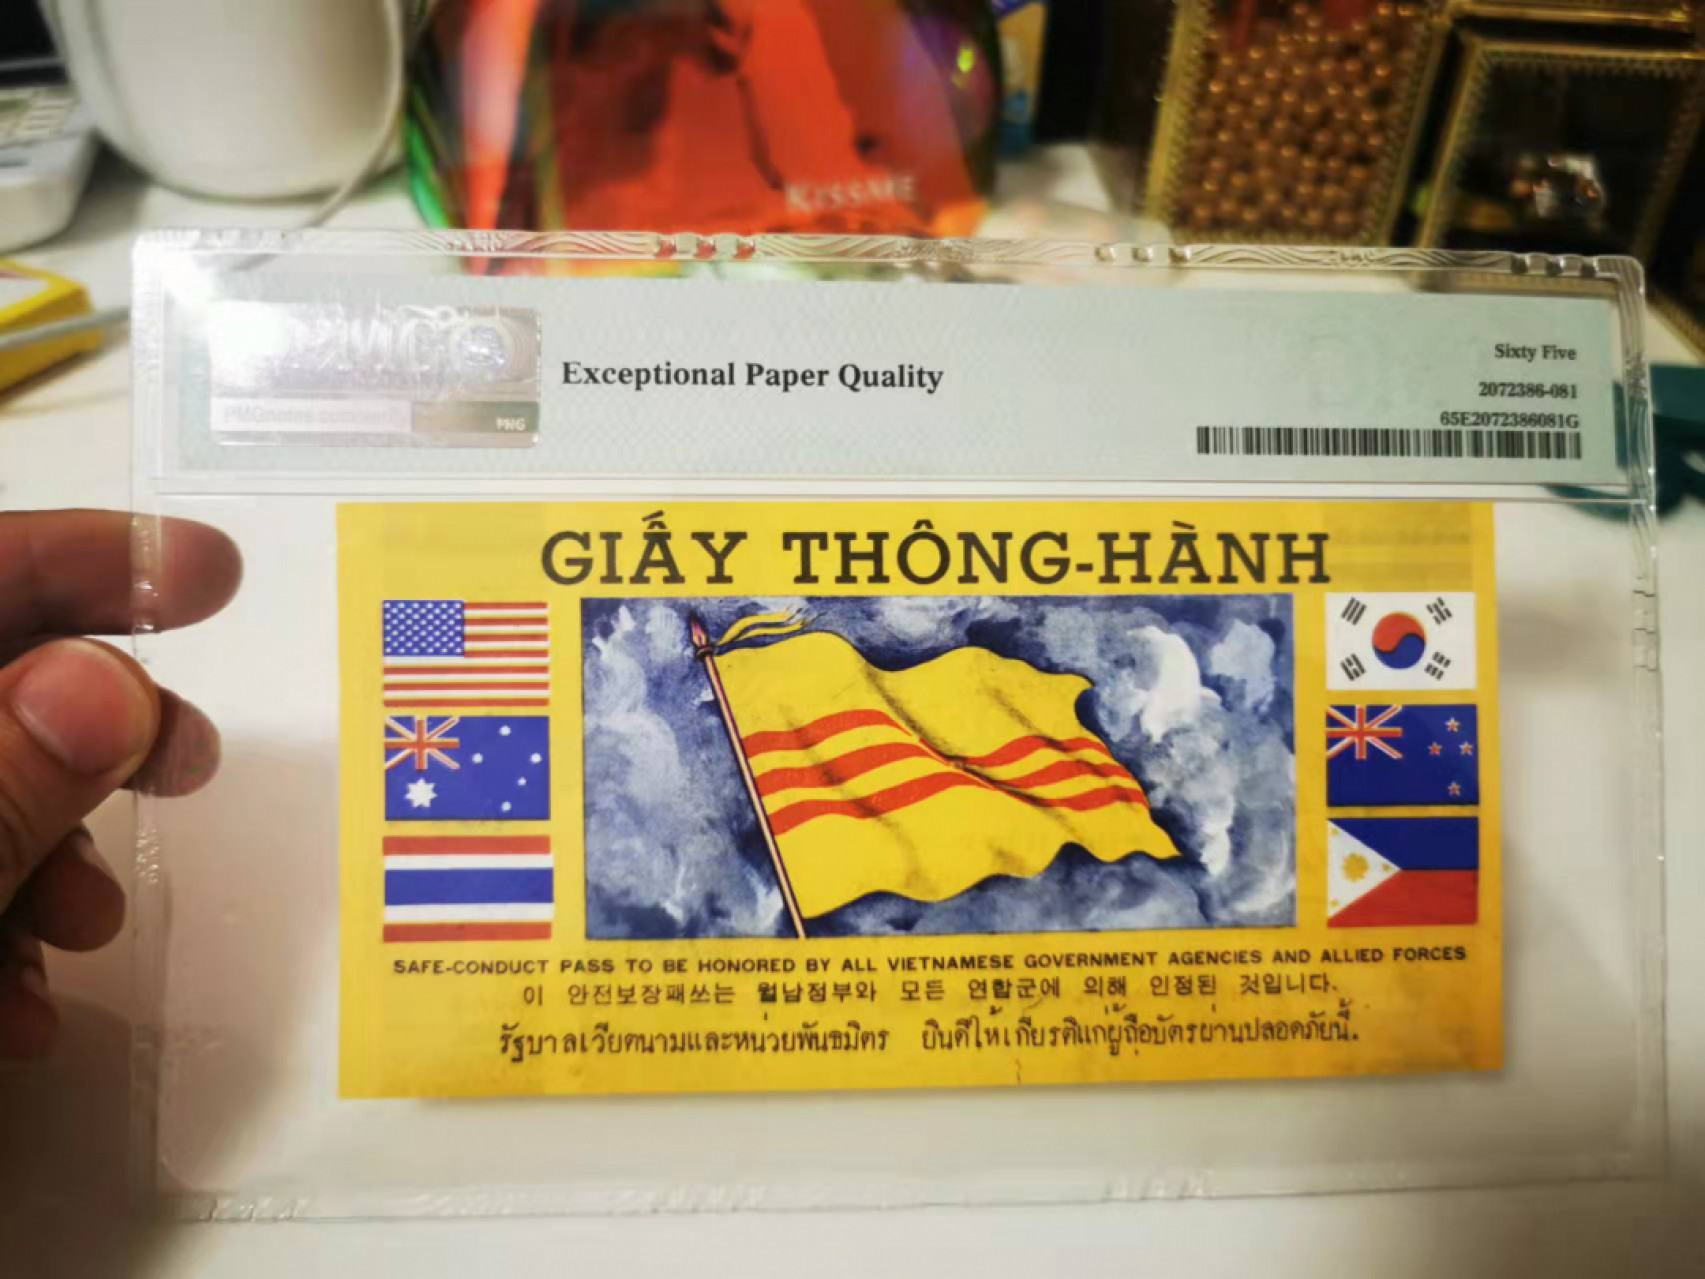 KISSME
Exceptional Paper Quality
Sixty Five
2072386-081
65E2072386081G
PMG
GIẤY THÔNG-HÀNH
SAFE-CONDUCT PASS TO BE HONORED BY ALL VIETNAMESE GOVERNMENT AGENCIES AND ALLIED FORCES
이 안전보장패쓰는 월남정부와 모든 연합군에 의해 인정된 것입니다.
รัฐบาลเวียตนามและหน่วยพันธมิตร ยินดีให้เกียรติแก่ผู้ถือบัตรผ่านปลอดภัยนี้.